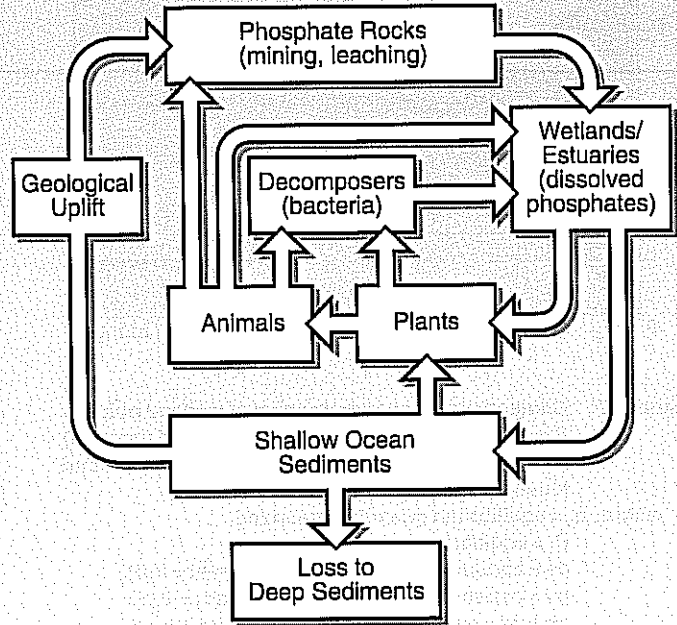 Phosphate Rocks
(mining, leaching)
Wetlands/
Estuaries
(dissolved
phosphates)
Geological
Uplift
Decomposers
(bacteria)
Animals
Plants
Shallow Ocean
Sediments
Loss to
Deep Sediments